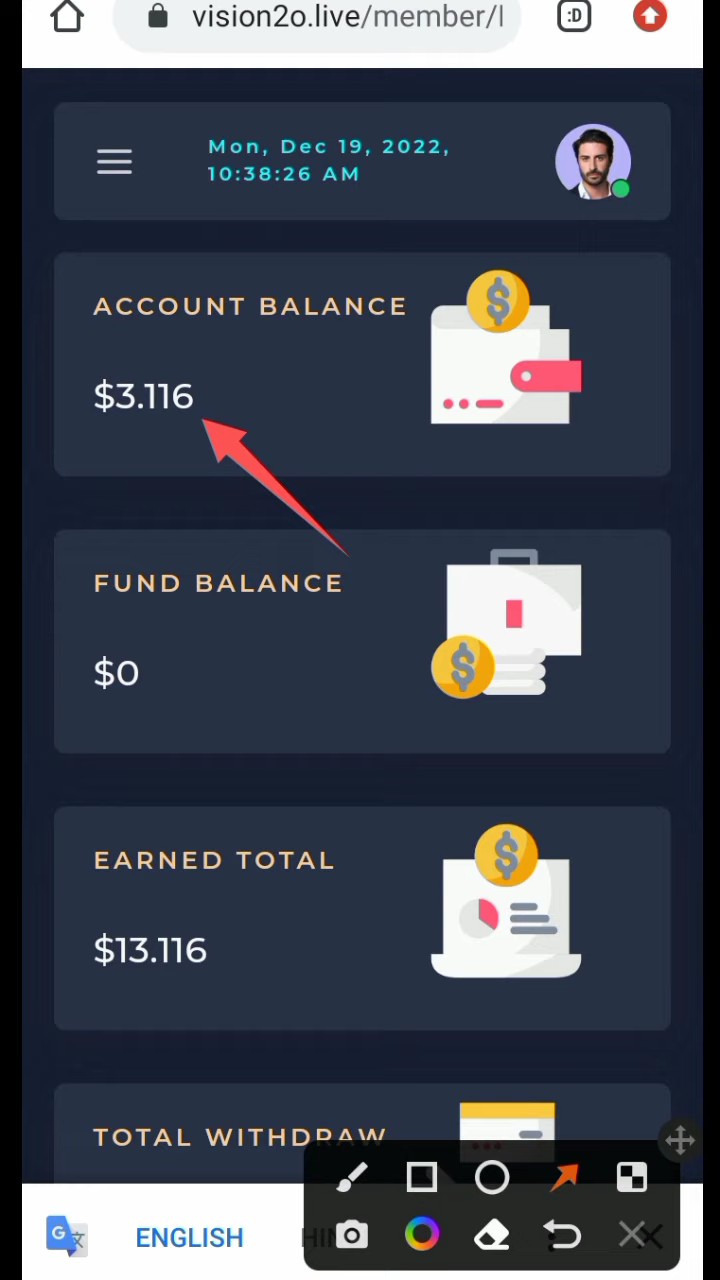 vision2o.live/member/
:D
Mon, Dec 19, 2022,
10:38:26 AM
ACCOUNT BALANCE
$3.116
FUND BALANCE
$0
EARNED TOTAL
$13.116
TOTAL WITHDRAW
G
ENGLISH